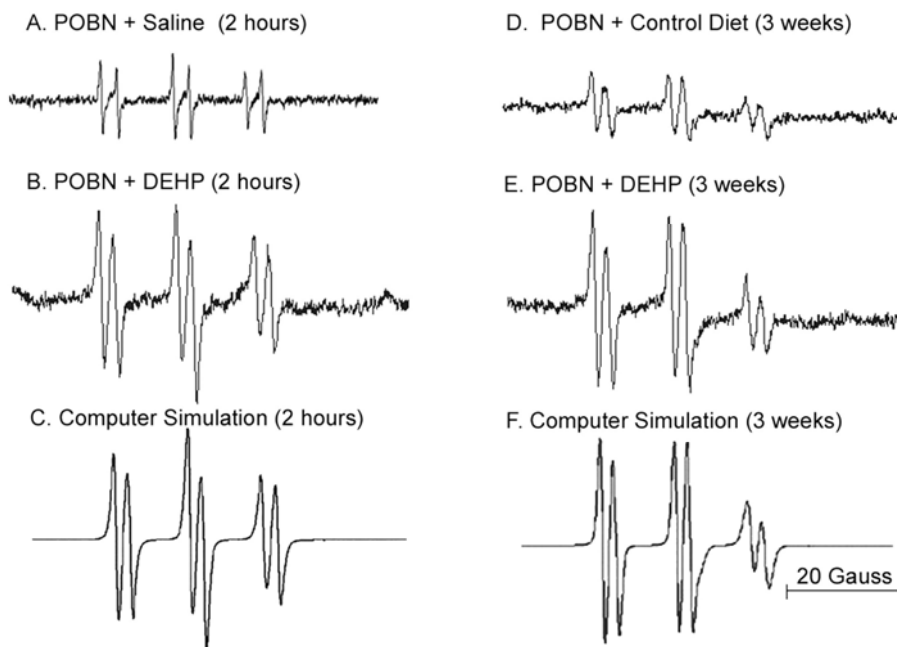 A. POBN + Saline (2 hours)
D. POBN + Control Diet (3 weeks)
B. POBN + DEHP (2 hours)
E. POBN + DEHP (3 weeks)
C. Computer Simulation (2 hours)
F. Computer Simulation (3 weeks)
20 Gauss